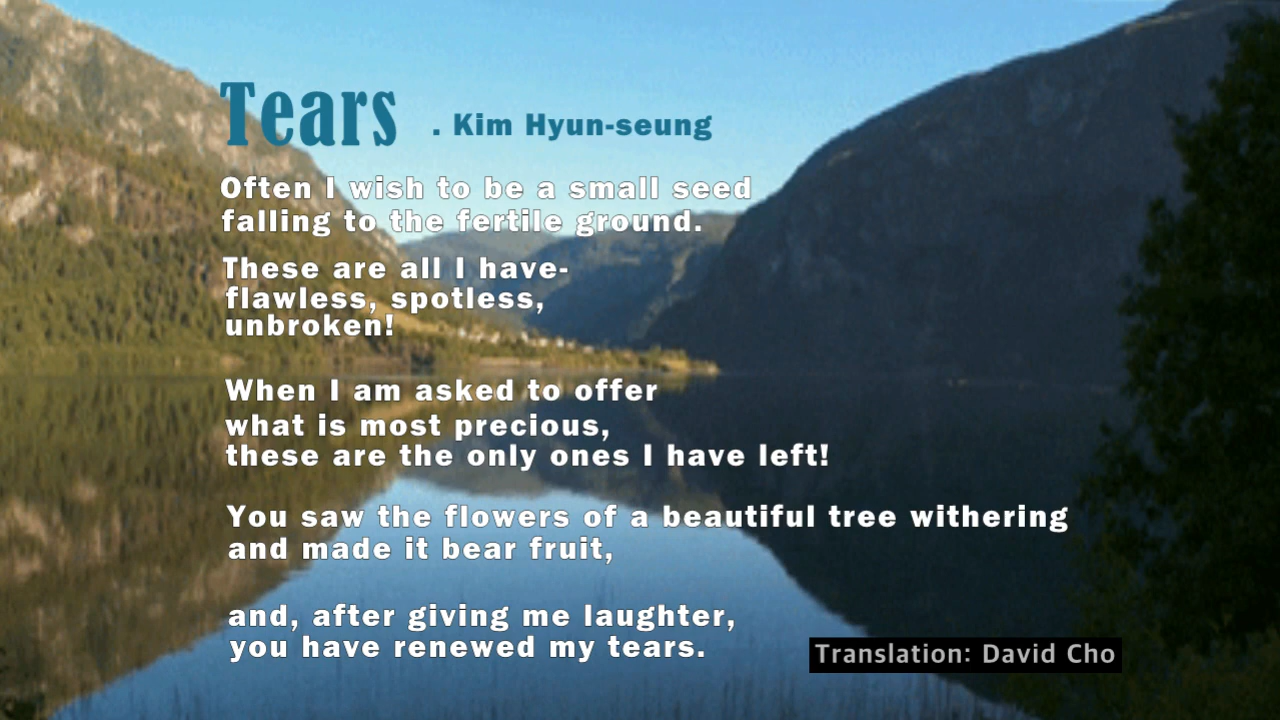 Tears . Kim Hyun-seung
Often I wish to be a small seed
falling to the fertile ground.
These are all I have-
flawless, spotless,
unbroken!
When I am asked to offer
what is most precious,
these are the only ones I have left!
You saw the flowers of a beautiful tree withering
and made it bear fruit,
and, after giving me laughter,
you have renewed my tears.
Translation: David Cho